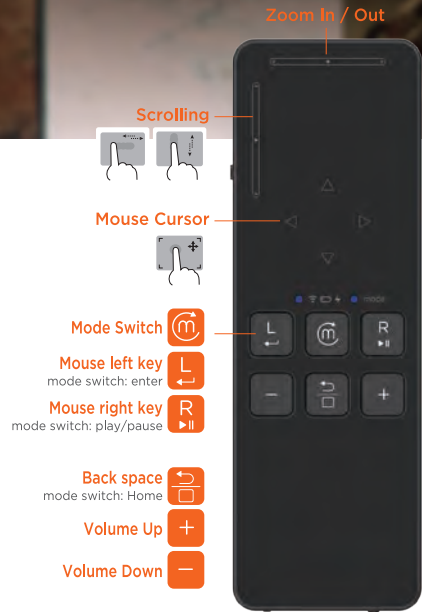 Zoom In / Out
Scrolling
Mouse Cursor
mode
Mode Switch
m
L
m
R
Mouse left key
L
mode switch: enter
Mouse right key
R
mode switch: play/pause
−
+
Back space
mode switch: Home
Volume Up
+
Volume Down
−